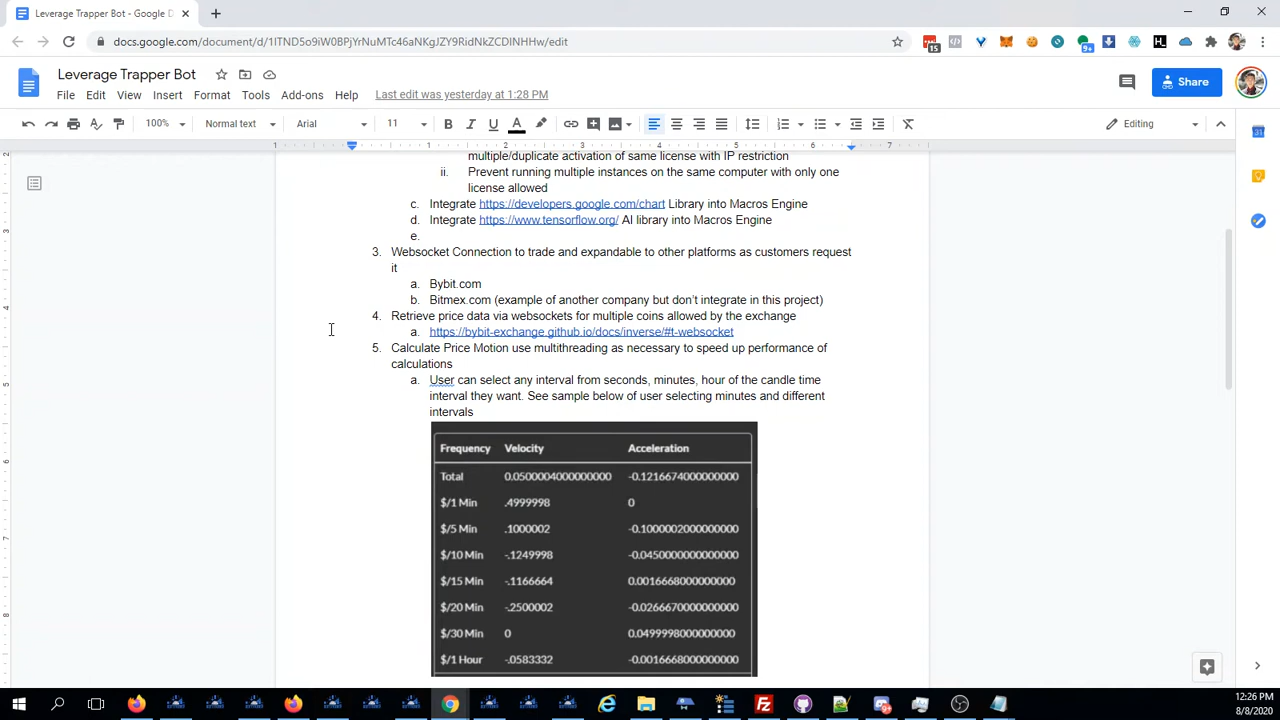 Leverage Trapper Bot - Google D
docs.google.com/document/d/1ITND5o9iW0BPjYrNuMTc46aNKgJZY9RidNkZCDINHHw/edit
15
9+
Leverage Trapper Bot
File Edit View Insert Format Tools Add-ons Help Last edit was yesterday at 1:28 PM
Share
100% Normal text Arial 11 B I U A Editing
1 1 2 3 4 5 6 7
multiple/duplicate activation of same license with IP restriction
ii. Prevent running multiple instances on the same computer with only one
license allowed
c. Integrate https://developers.google.com/chart Library into Macros Engine
d. Integrate https://www.tensorflow.org/ AI library into Macros Engine
e.
3. Websocket Connection to trade and expandable to other platforms as customers request
it
a. Bybit.com
b. Bitmex.com (example of another company but don't integrate in this project)
4. Retrieve price data via websockets for multiple coins allowed by the exchange
a. https://bybit-exchange.github.io/docs/inverse/#t-websocket
5. Calculate Price Motion use multithreading as necessary to speed up performance of
calculations
a. User can select any interval from seconds, minutes, hour of the candle time
interval they want. See sample below of user selecting minutes and different
intervals
Frequency Velocity Acceleration
Total 0.0500004000000000 -0.1216674000000000
$/1 Min .4999998 0
$/5 Min .1000002 -0.1000002000000000
$/10 Min -.1249998 -0.0450000000000000
$/15 Min -.1166664 0.0016668000000000
$/20 Min -.2500002 -0.0266670000000000
$/30 Min 0 0.0499998000000000
$/1 Hour -.0583332 -0.0016668000000000
12:26 PM
8/8/2020